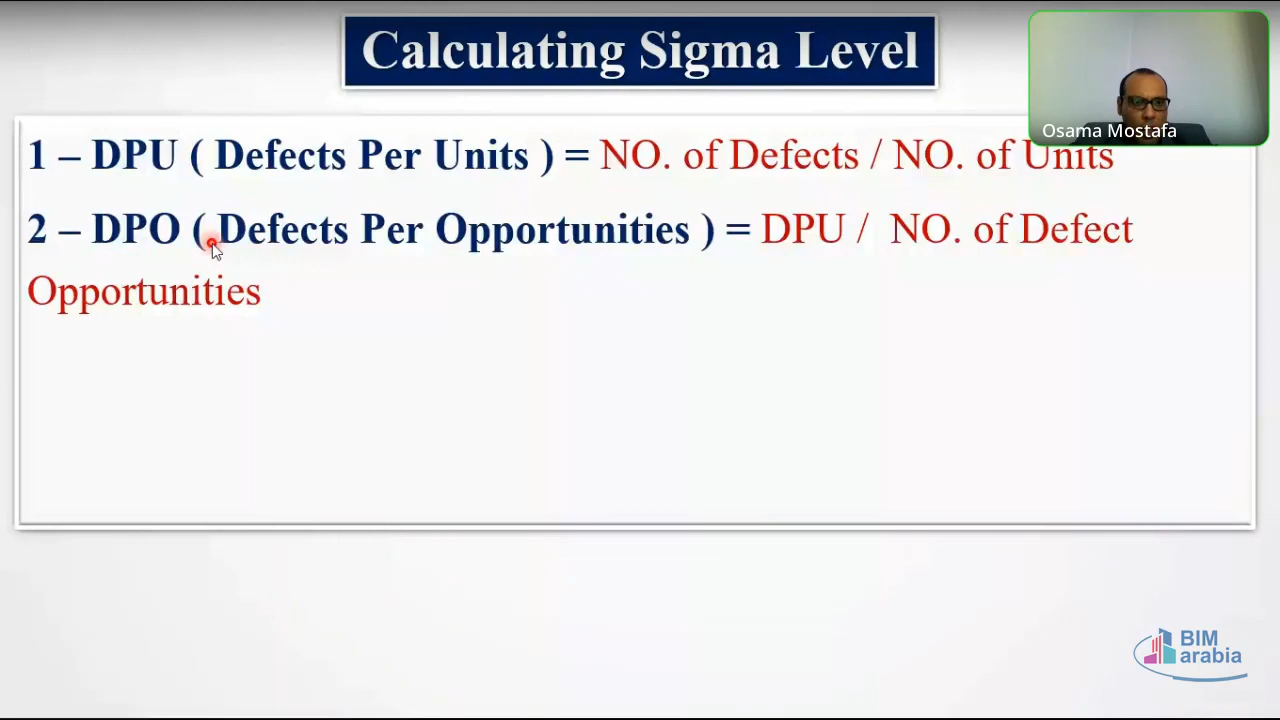 Calculating Sigma Level
Osama Mostafa
1 – DPU ( Defects Per Units ) = NO. of Defects / NO. of Units
2 – DPO ( Defects Per Opportunities ) = DPU / NO. of Defect
Opportunities
BIM
arabia